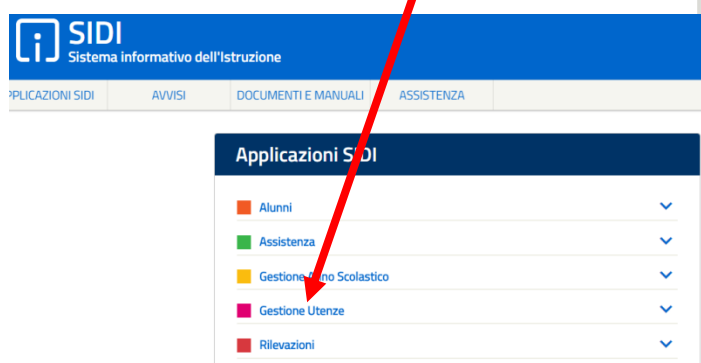 SIDI
Sistema informativo dell'Istruzione
PPLICAZIONI SIDI AVVISI DOCUMENTI E MANUALI ASSISTENZA
Applicazioni SIDI
Alunni
Assistenza
Gestione Anno Scolastico
Gestione Utenze
Rilevazioni